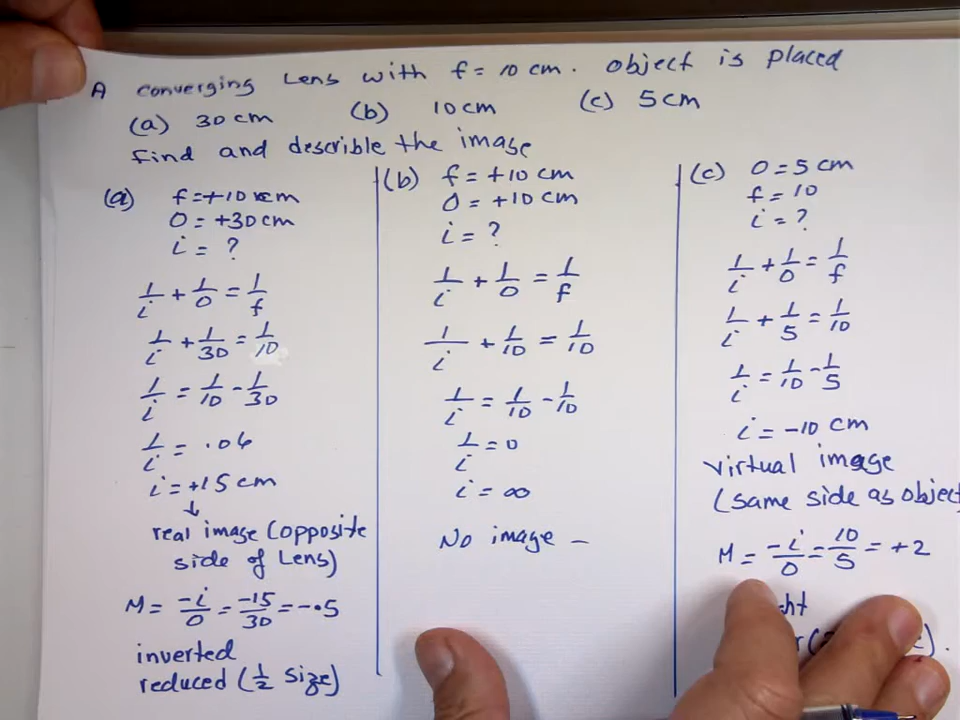 A converging Lens with f = 10 cm. object is placed
(a) 30 cm (b) 10 cm (c) 5 cm
Find and describle the image
(a) f = +10 cm
O = +30 cm
i = ?
1/i + 1/O = 1/f
1/i + 1/30 = 1/10
1/i = 1/10 - 1/30
1/i = .06
i = +15 cm
↓
real image (opposite
side of Lens)
M = -i/O = -15/30 = -.5
inverted
reduced (1/2 size)
(b) f = +10 cm
O = +10 cm
i = ?
1/i + 1/O = 1/f
1/i + 1/10 = 1/10
1/i = 1/10 - 1/10
1/i = 0
i = ∞
No image —
(c) O = 5 cm
f = 10
i = ?
1/i + 1/O = 1/f
1/i + 1/5 = 1/10
1/i = 1/10 - 1/5
i = -10 cm
virtual image
(same side as object
M = -i/O = 10/5 = +2